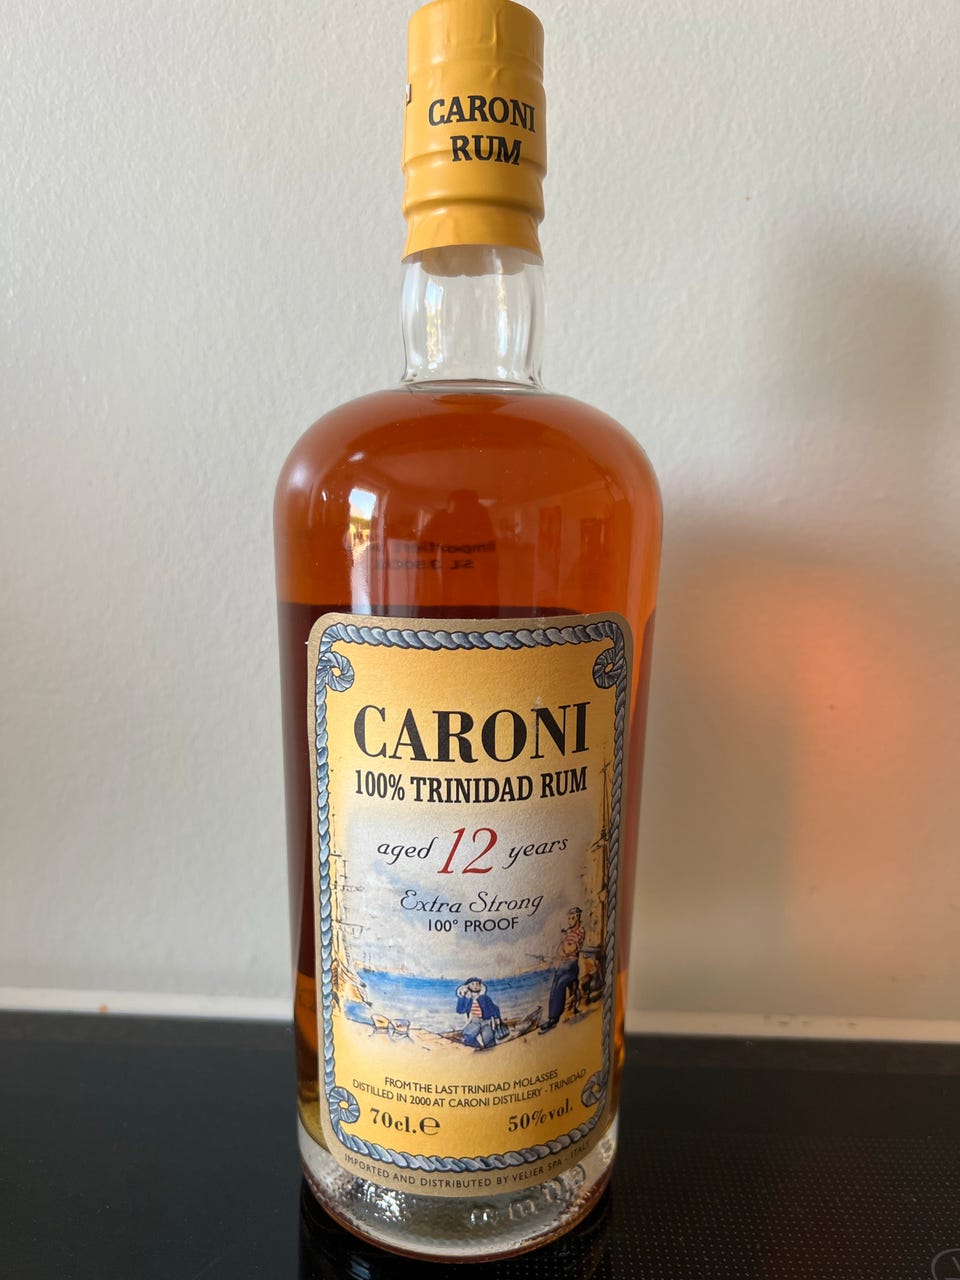 CARONI
RUM
CARONI
100% TRINIDAD RUM
aged 12 years
Extra Strong
100° PROOF
FROM THE LAST TRINIDAD MOLASSES
DISTILLED IN 2000 AT CARONI DISTILLERY - TRINIDAD
70cl.e 50%vol.
IMPORTED AND DISTRIBUTED BY VELIER SPA - ITALY